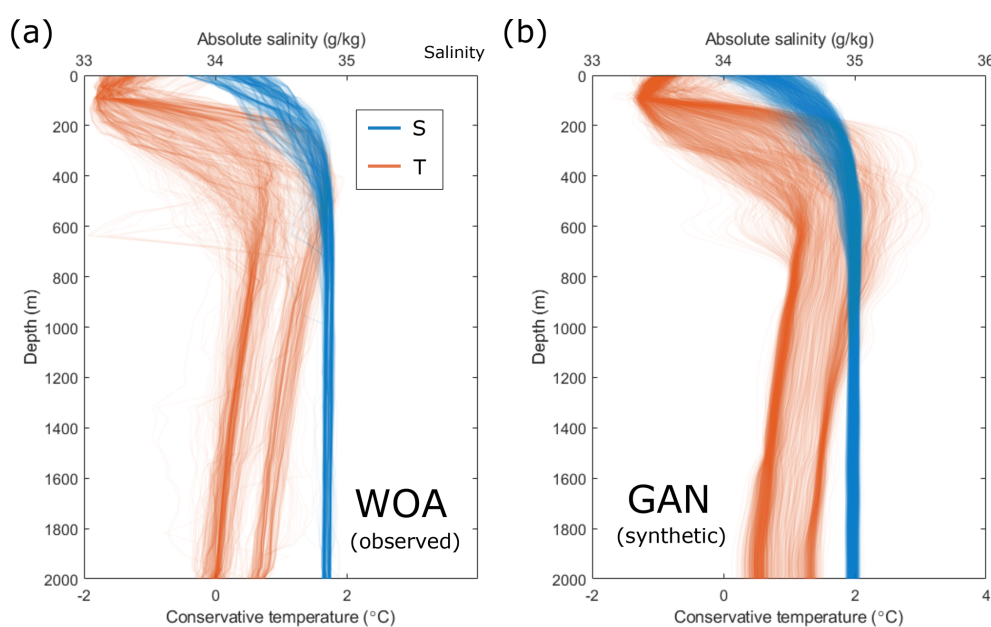 (a)
Absolute salinity (g/kg)
33
34
35
Salinity
0
200
400
600
800
1000
1200
1400
1600
1800
2000
Depth (m)
S
T
WOA
(observed)
-2
0
2
Conservative temperature (°C)
(b)
Absolute salinity (g/kg)
33
34
35
36
0
200
400
600
800
1000
1200
1400
1600
1800
2000
Depth (m)
GAN
(synthetic)
-2
0
2
4
Conservative temperature (°C)